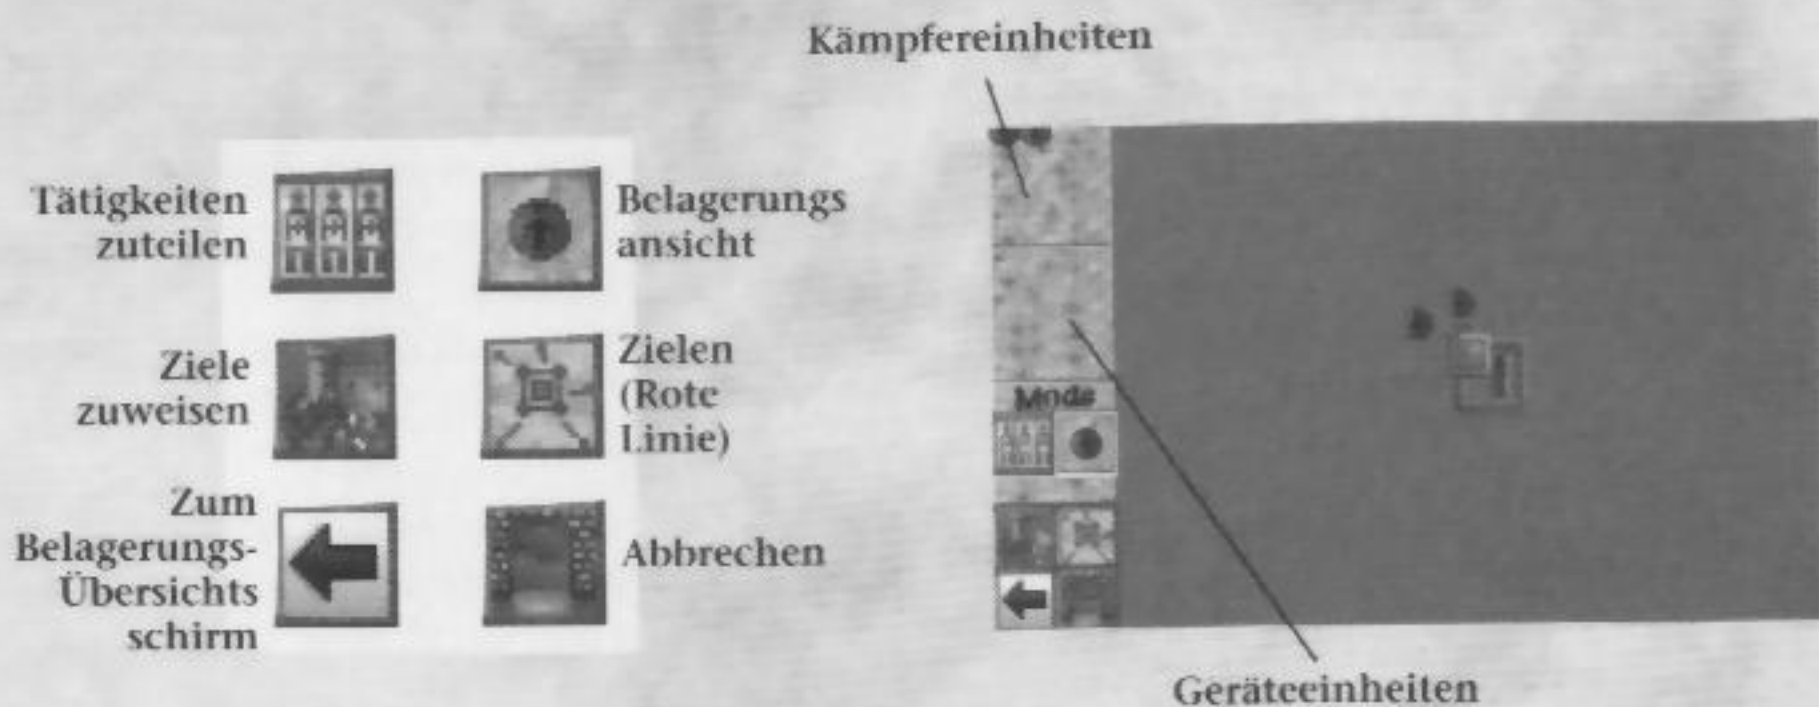 Kämpfereinheiten
Tätigkeiten
zuteilen
Belagerungs
ansicht
Ziele
zuweisen
Zielen
(Rote
Linie)
Zum
Belagerungs-
Übersichts
schirm
Abbrechen
Mode
Geräteeinheiten